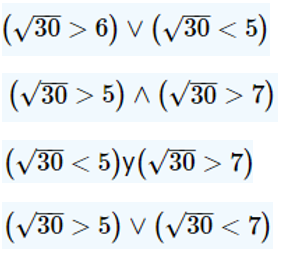 (√30 > 6) ∨ (√30 < 5)
(√30 > 5) ∧ (√30 > 7)
(√30 < 5)y(√30 > 7)
(√30 > 5) ∨ (√30 < 7)